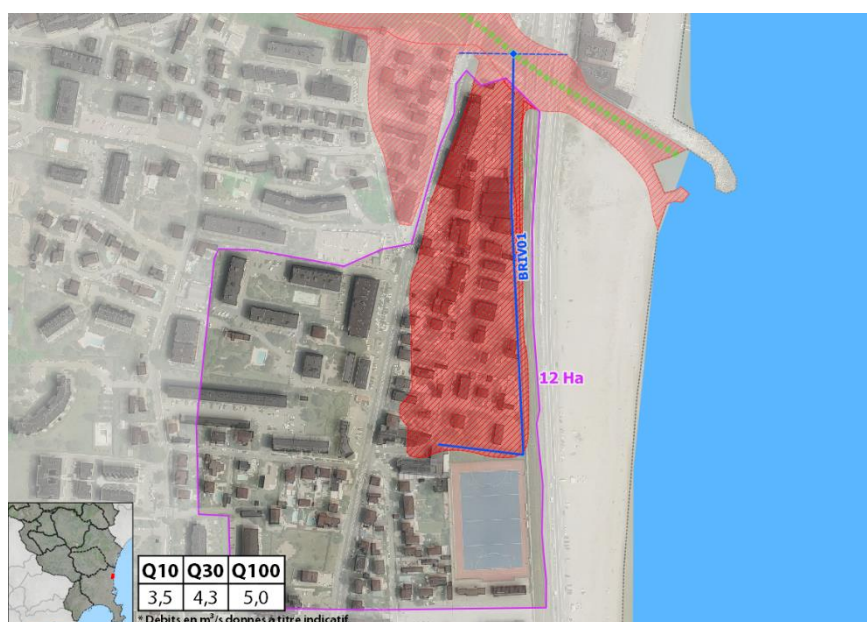 BRIV01
12 Ha
Q10 Q30 Q100
3,5 4,3 5,0
* Débits en m³/s donnés à titre indicatif